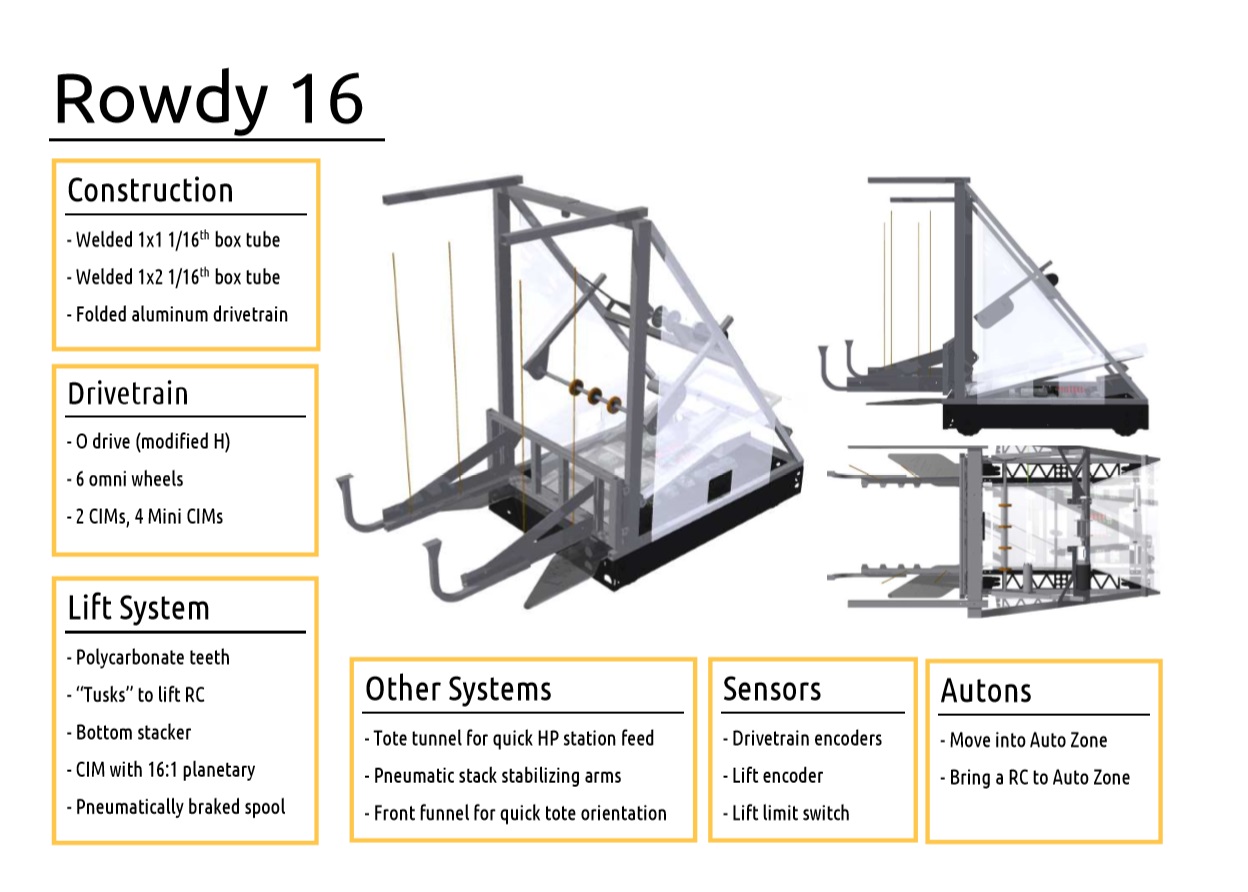 Rowdy 16
Construction
- Welded 1x1 1/16th box tube
- Welded 1x2 1/16th box tube
- Folded aluminum drivetrain
Drivetrain
- O drive (modified H)
- 6 omni wheels
- 2 CIMs, 4 Mini CIMs
Lift System
- Polycarbonate teeth
- “Tusks” to lift RC
- Bottom stacker
- CIM with 16:1 planetary
- Pneumatically braked spool
Other Systems
- Tote tunnel for quick HP station feed
- Pneumatic stack stabilizing arms
- Front funnel for quick tote orientation
Sensors
- Drivetrain encoders
- Lift encoder
- Lift limit switch
Autons
- Move into Auto Zone
- Bring a RC to Auto Zone